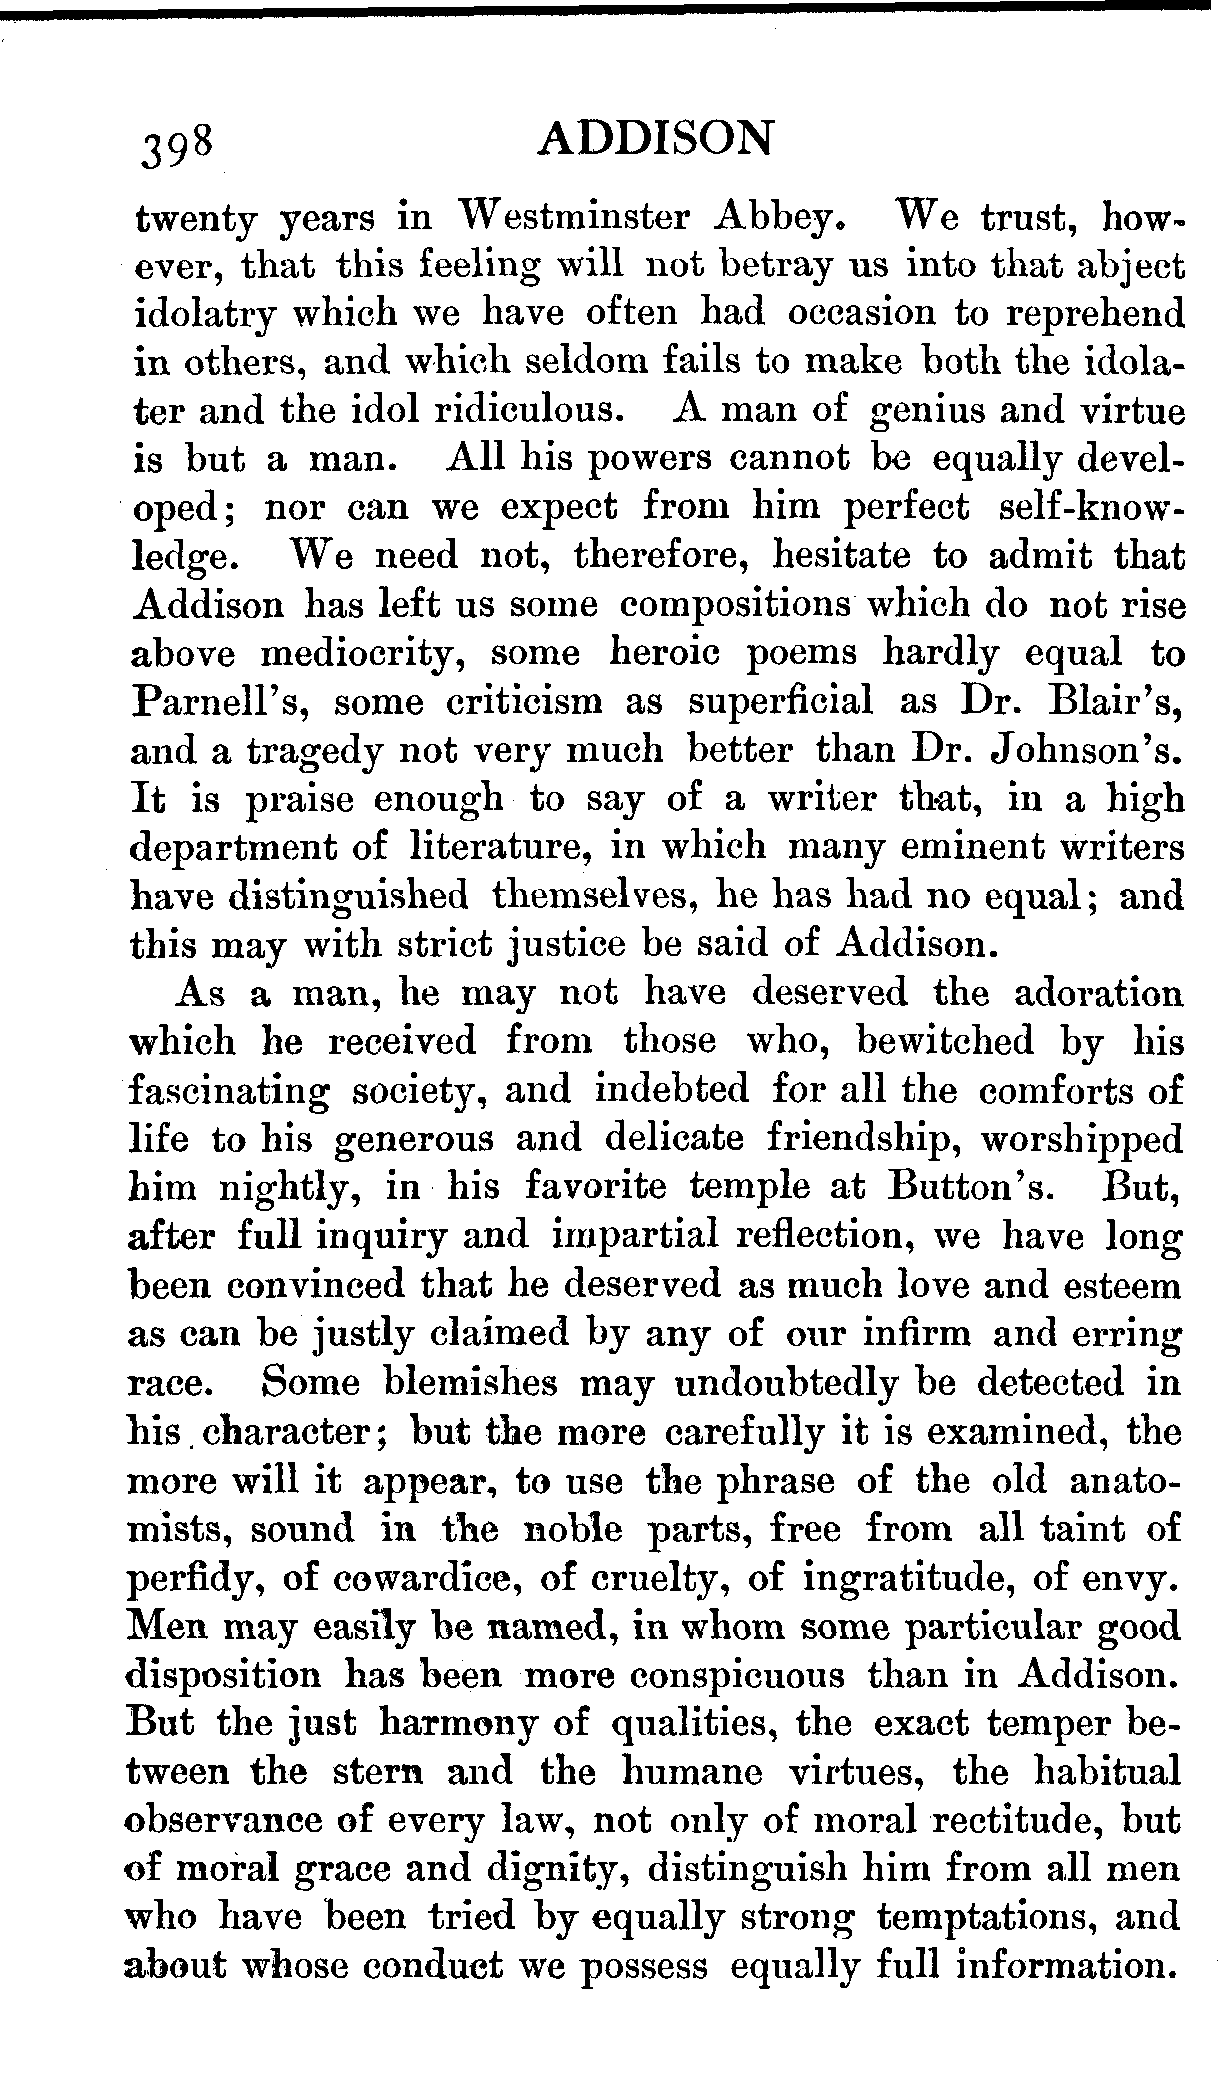 398 ADDISON
twenty years in Westminster Abbey. We trust, how-
ever, that this feeling will not betray us into that abject
idolatry which we have often had occasion to reprehend
in others, and which seldom fails to make both the idola-
ter and the idol ridiculous. A man of genius and virtue
is but a man. All his powers cannot be equally devel-
oped; nor can we expect from him perfect self-know-
ledge. We need not, therefore, hesitate to admit that
Addison has left us some compositions which do not rise
above mediocrity, some heroic poems hardly equal to
Parnell's, some criticism as superficial as Dr. Blair's,
and a tragedy not very much better than Dr. Johnson's.
It is praise enough to say of a writer that, in a high
department of literature, in which many eminent writers
have distinguished themselves, he has had no equal; and
this may with strict justice be said of Addison.
As a man, he may not have deserved the adoration
which he received from those who, bewitched by his
fascinating society, and indebted for all the comforts of
life to his generous and delicate friendship, worshipped
him nightly, in his favorite temple at Button's. But,
after full inquiry and impartial reflection, we have long
been convinced that he deserved as much love and esteem
as can be justly claimed by any of our infirm and erring
race. Some blemishes may undoubtedly be detected in
his character; but the more carefully it is examined, the
more will it appear, to use the phrase of the old anato-
mists, sound in the noble parts, free from all taint of
perfidy, of cowardice, of cruelty, of ingratitude, of envy.
Men may easily be named, in whom some particular good
disposition has been more conspicuous than in Addison.
But the just harmony of qualities, the exact temper be-
tween the stern and the humane virtues, the habitual
observance of every law, not only of moral rectitude, but
of moral grace and dignity, distinguish him from all men
who have been tried by equally strong temptations, and
about whose conduct we possess equally full information.